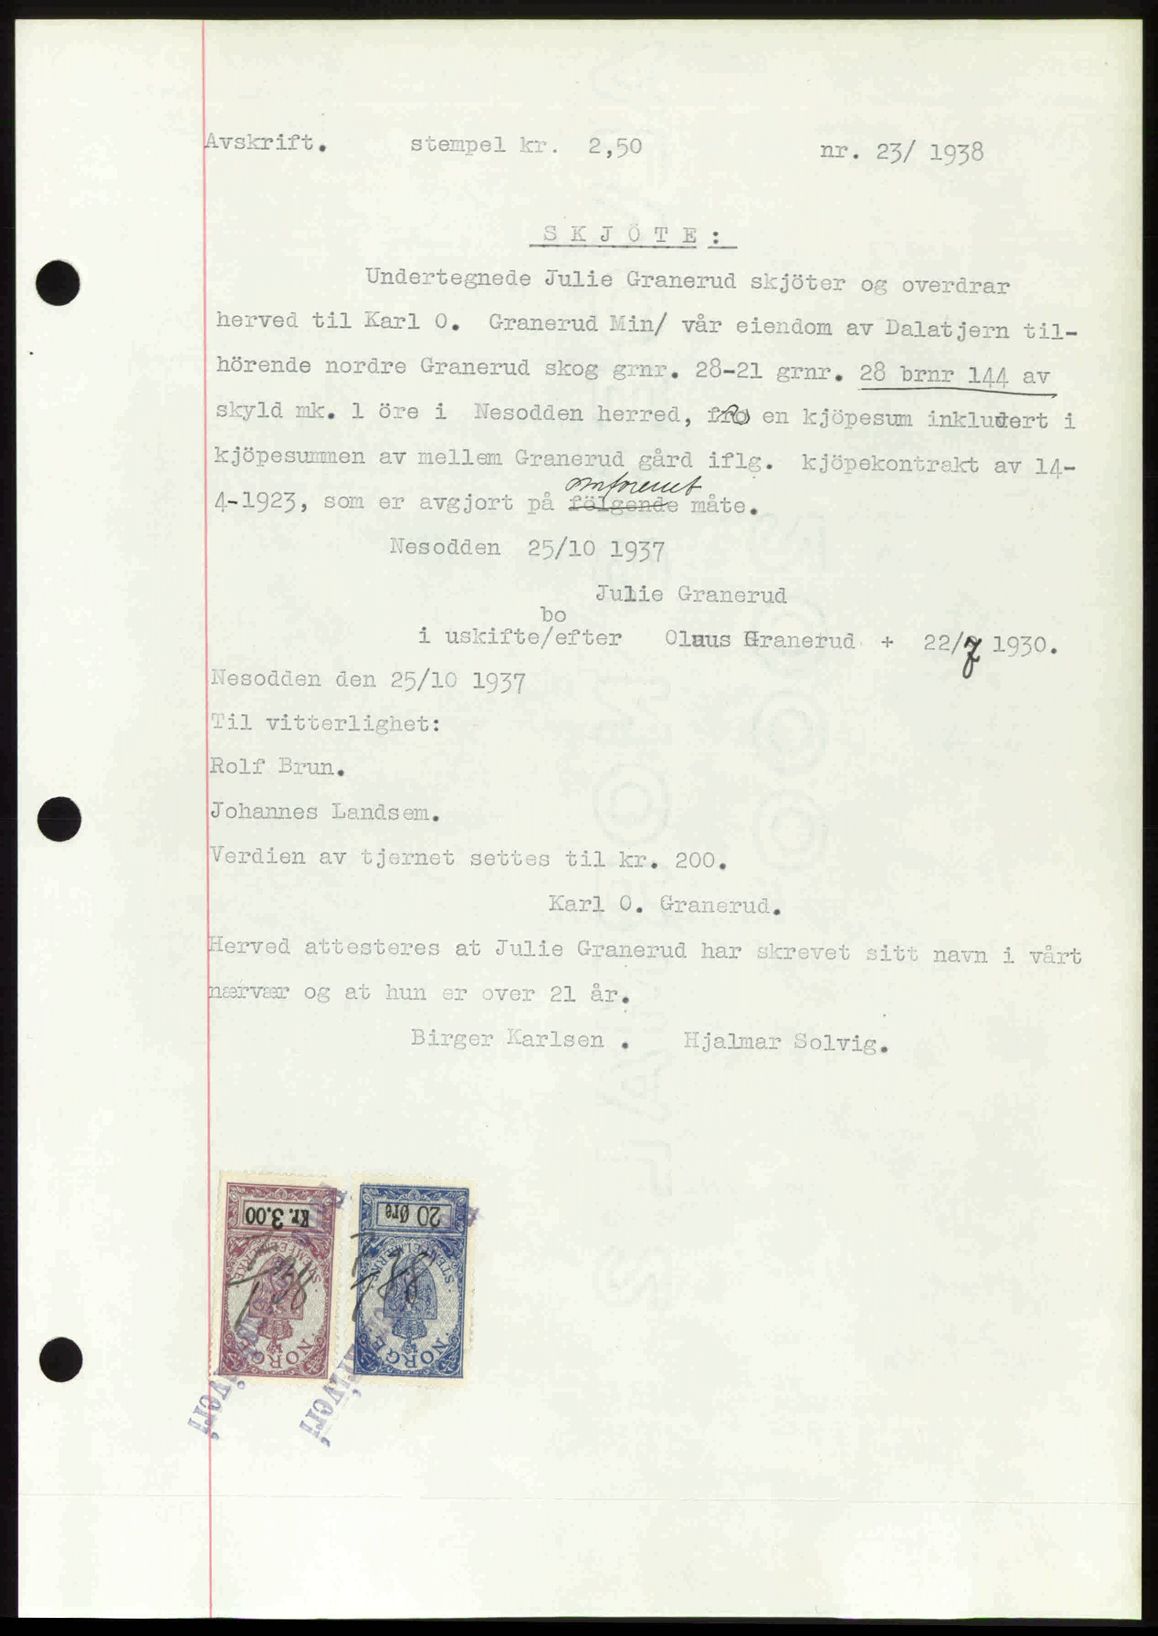 Avskrift. stempel kr. 2,50 nr. 23/ 1938
S K J Ö T E :
Undertegnede Julie Granerud skjöter og overdrar
herved til Karl O. Granerud Min/ vår eiendom av Dalatjern til-
hörende nordre Granerud skog grnr. 28-21 grnr. 28 brnr 144 av
skyld mk. 1 öre i Nesodden herred, en kjöpesum inkludert i
kjöpesummen av mellem Granerud gård iflg. kjöpekontrakt av 14-
omforenet
4-1923, som er avgjort på fölgende måte.
Nesodden 25/10 1937
Julie Granerud
bo
i uskifte/efter Olaus Granerud + 22/7 1930.
Nesodden den 25/10 1937
Til vitterlighet:
Rolf Brun.
Johannes Landsem.
Verdien av tjernet settes til kr. 200.
Karl O. Granerud.
Herved attesteres at Julie Granerud har skrevet sitt navn i vårt
nærvær og at hun er over 21 år.
Birger Karlsen . Hjalmar Solvig.
Kr. 3.00 20 Øre
STEMPELMERKE STEMPELMERKE
NORGE NORGE